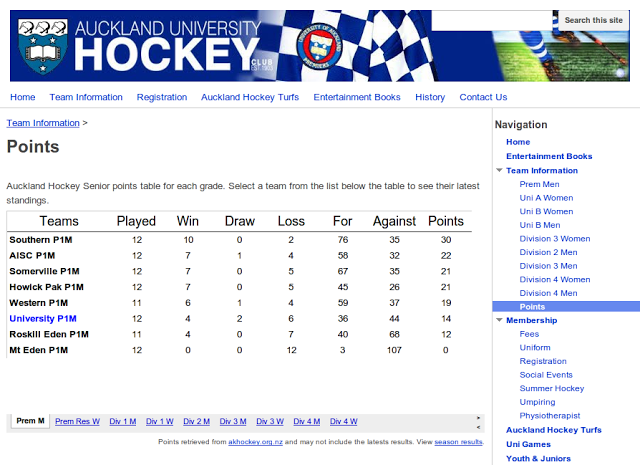 AUCKLAND UNIVERSITY
HOCKEY
CLUB
Search this site
Home Team Information Registration Auckland Hockey Turfs Entertainment Books History Contact Us
Team Information >
Points
Auckland Hockey Senior points table for each grade. Select a team from the list below the table to see their latest
standings.
Teams Played Win Draw Loss For Against Points
Southern P1M 12 10 0 2 76 35 30
AISC P1M 12 7 1 4 58 32 22
Somerville P1M 12 7 0 5 67 35 21
Howick Pak P1M 12 7 0 5 45 26 21
Western P1M 11 6 1 4 59 37 19
University P1M 12 4 2 6 36 44 14
Roskill Eden P1M 11 4 0 7 40 68 12
Mt Eden P1M 12 0 0 12 3 107 0
Prem M Prem Res W Div 1 M Div 1 W Div 2 M Div 3 M Div 3 W Div 4 M Div 4 W
Points retrieved from akhockey.org.nz and may not include the latests results. View season results.
Navigation
Home
Entertainment Books
Team Information
Prem Men
Uni A Women
Uni B Women
Uni B Men
Division 3 Women
Division 2 Men
Division 3 Men
Division 4 Women
Division 4 Men
Points
Membership
Fees
Uniform
Registration
Social Events
Summer Hockey
Umpiring
Physiotherapist
Auckland Hockey Turfs
Uni Games
Youth & Juniors